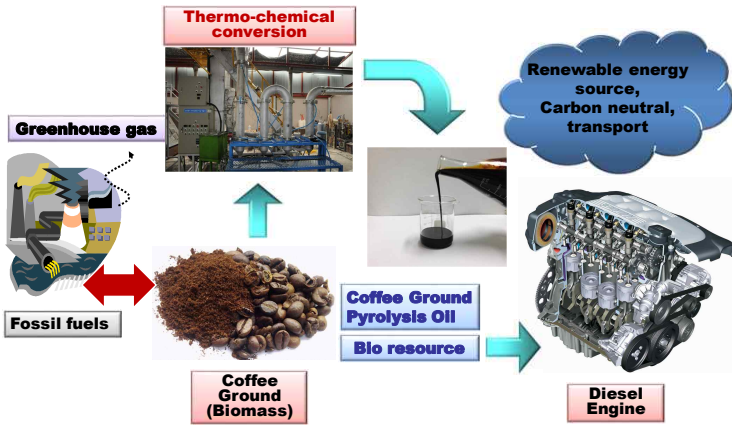 Thermo-chemical
conversion
Renewable energy
source,
Carbon neutral,
transport
Greenhouse gas
Fossil fuels
Coffee Ground
Pyrolysis Oil
Bio resource
Coffee
Ground
(Biomass)
Diesel
Engine